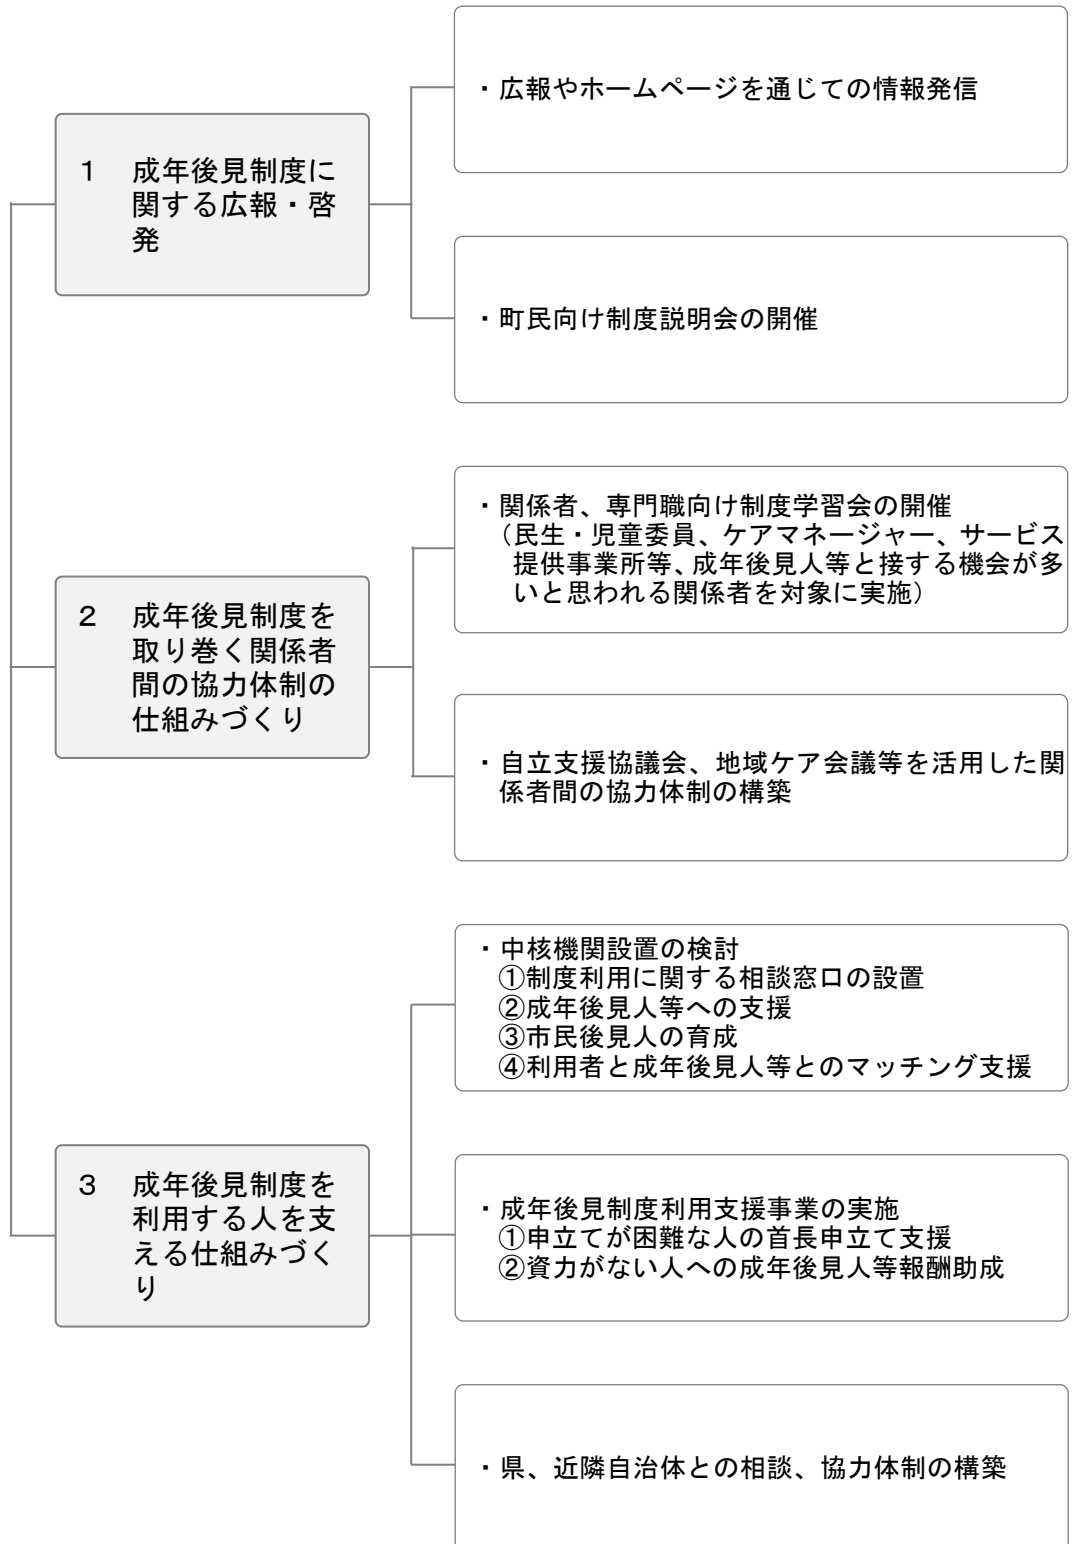 ・広報やホームページを通じての情報発信
1 成年後見制度に
関する広報・啓
発
・町民向け制度説明会の開催
・関係者、専門職向け制度学習会の開催
（民生・児童委員、ケアマネージャー、サービス
提供事業所等、成年後見人等と接する機会が多
いと思われる関係者を対象に実施）
2 成年後見制度を
取り巻く関係者
間の協力体制の
仕組みづくり
・自立支援協議会、地域ケア会議等を活用した関
係者間の協力体制の構築
・中核機関設置の検討
①制度利用に関する相談窓口の設置
②成年後見人等への支援
③市民後見人の育成
④利用者と成年後見人等とのマッチング支援
3 成年後見制度を
利用する人を支
える仕組みづく
り
・成年後見制度利用支援事業の実施
①申立てが困難な人の首長申立て支援
②資力がない人への成年後見人等報酬助成
・県、近隣自治体との相談、協力体制の構築